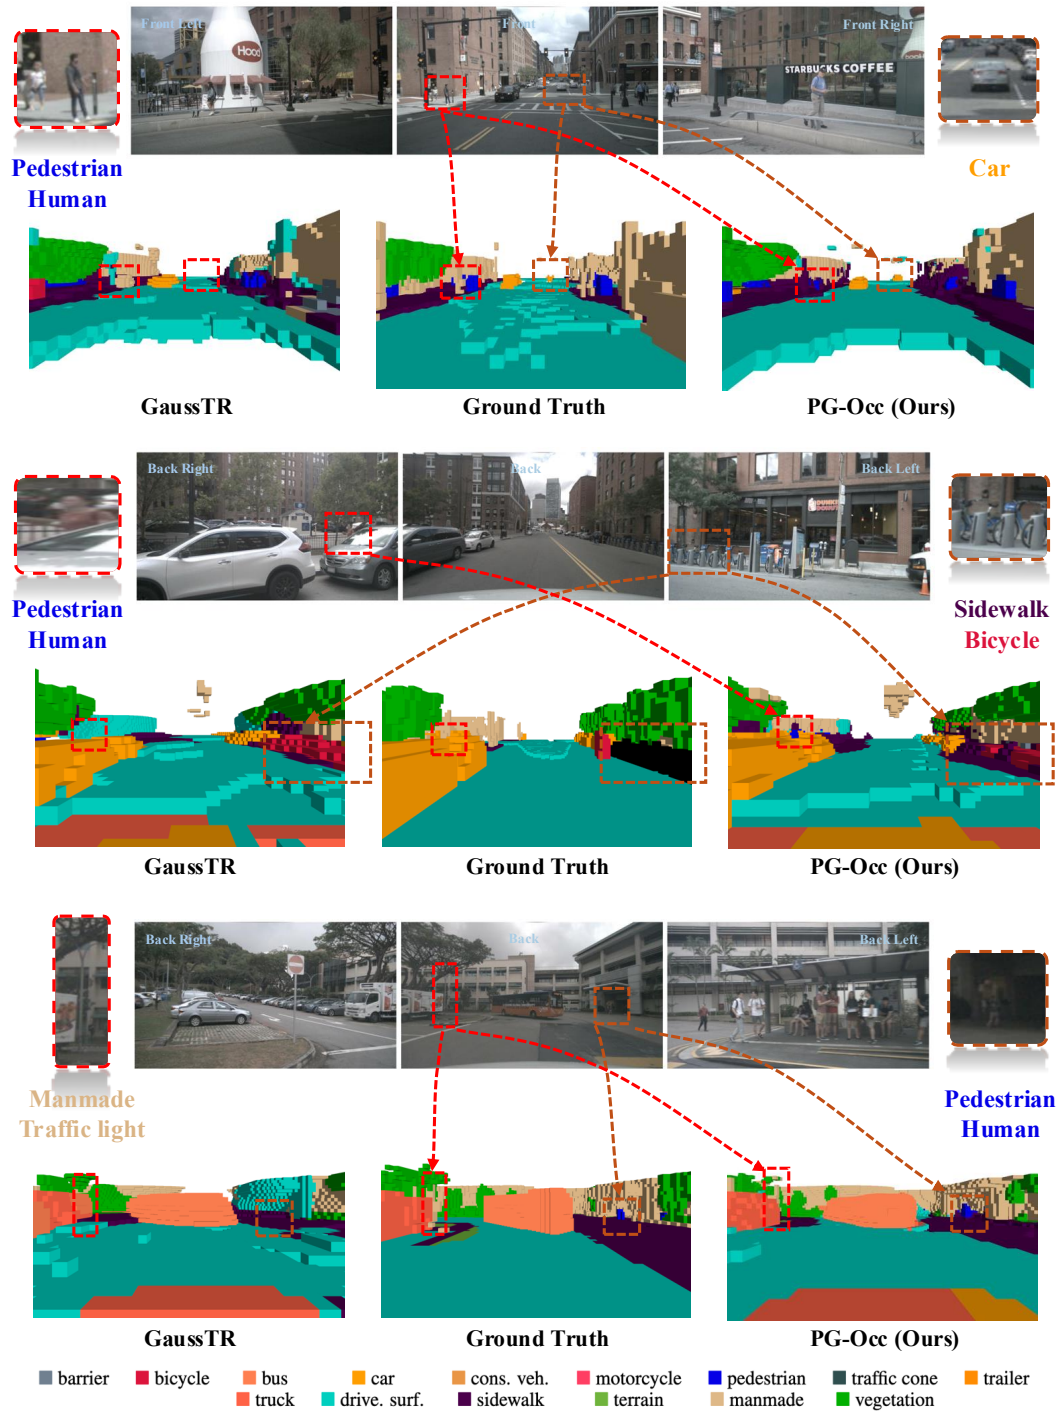 Front Left
Front
Front Right
Hood
STARBUCKS COFFEE
Pedestrian
Human
Car
GaussTR
Ground Truth
PG-Occ (Ours)
Back Right
Back
Back Left
DUNKIN'
DONUTS
Pedestrian
Human
Sidewalk
Bicycle
GaussTR
Ground Truth
PG-Occ (Ours)
Back Right
Back
Back Left
Manmade
Traffic light
Pedestrian
Human
GaussTR
Ground Truth
PG-Occ (Ours)
barrier bicycle bus car cons. veh. motorcycle pedestrian traffic cone trailer
truck drive. surf. sidewalk terrain manmade vegetation